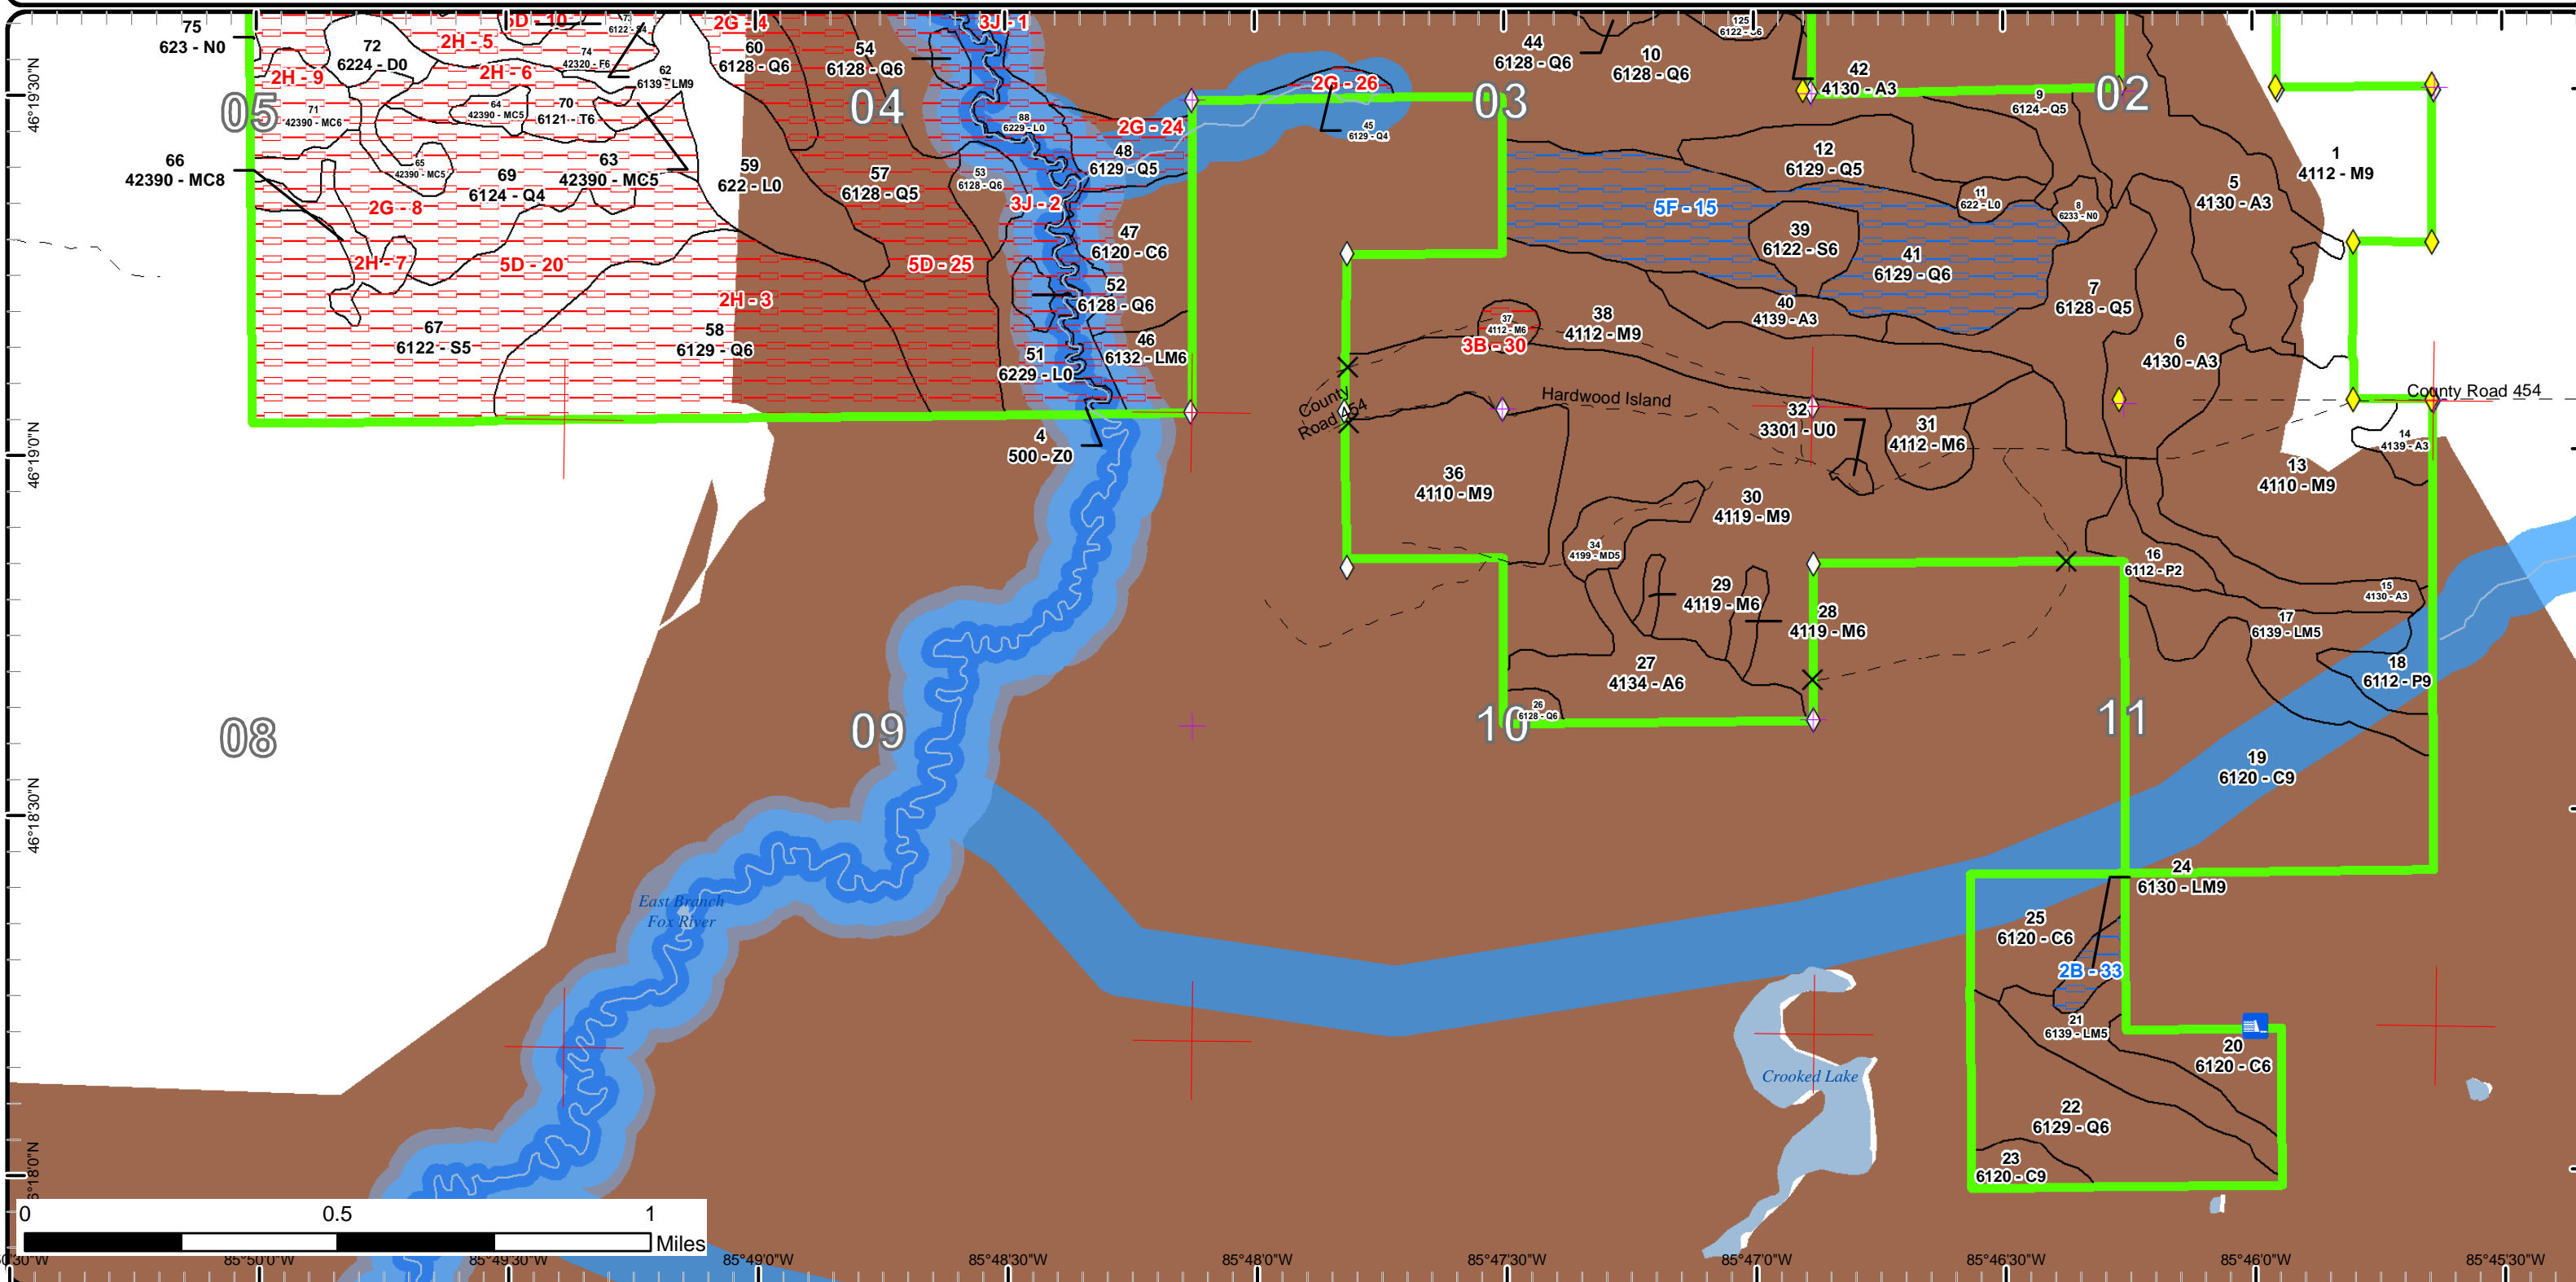 75
623 - N0
72
6224 - D0
5D - 10
73
6122 - S4
2H - 5
74
42320 - F6
2H - 9
2H - 6
62
6139 - LM9
2G - 4
60
6128 - Q6
54
6128 - Q6
3J - 1
44
6128 - Q6
10
6128 - Q6
125
6122 - S6
42
4130 - A3
46°19'30"N
05
04
03
02
71
42390 - MC6
64
42390 - MC5
70
6121 - T6
88
6229 - L0
2G - 24
48
6129 - Q5
2G - 26
45
6129 - Q4
9
6124 - Q5
12
6129 - Q5
1
4112 - M9
66
42390 - MC8
65
42390 - MC5
69
6124 - Q4
63
42390 - MC5
59
622 - L0
57
6128 - Q5
53
6128 - Q6
3J - 2
5F - 15
11
622 - L0
8
6233 - N0
5
4130 - A3
2G - 8
47
6120 - C6
39
6122 - S6
41
6129 - Q6
2H - 7
5D - 20
5D - 25
52
6128 - Q6
7
6128 - Q5
2H - 3
67
6122 - S5
58
6129 - Q6
51
6229 - L0
46
6132 - LM6
37
4112 - M6
3B - 30
38
4112 - M9
40
4139 - A3
6
4130 - A3
County
Road 454
Hardwood Island
County Road 454
4
500 - Z0
32
3301 - U0
31
4112 - M6
14
4139 - A3
46°19'0"N
36
4110 - M9
30
4119 - M9
13
4110 - M9
34
4199 - MD5
29
4119 - M6
28
4119 - M6
16
6112 - P2
15
4130 - A3
17
6139 - LM5
27
4134 - A6
18
6112 - P9
26
6128 - Q6
08
09
10
11
46°18'30"N
19
6120 - C9
24
6130 - LM9
East Branch
Fox River
25
6120 - C6
2B - 33
21
6139 - LM5
20
6120 - C6
Crooked Lake
22
6129 - Q6
23
6120 - C9
0 0.5 1
Miles
85°50'0"W 85°49'30"W 85°49'0"W 85°48'30"W 85°48'0"W 85°47'30"W 85°47'0"W 85°46'30"W 85°46'0"W 85°45'30"W